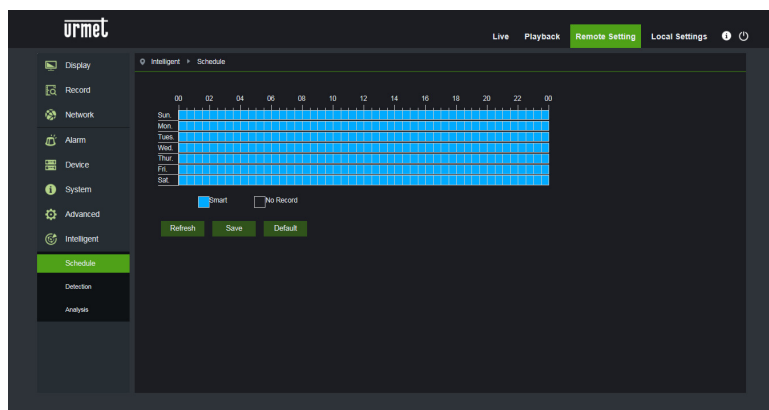 urmet
Live Playback Remote Setting Local Settings
Display
Record
Network
Alarm
Device
System
Advanced
Intelligent
Schedule
Detection
Analysis
Intelligent Schedule
00 02 04 06 08 10 12 14 16 18 20 22 00
Sun.
Mon.
Tues.
Wed.
Thur.
Fri.
Sat.
Smart No Record
Refresh Save Default